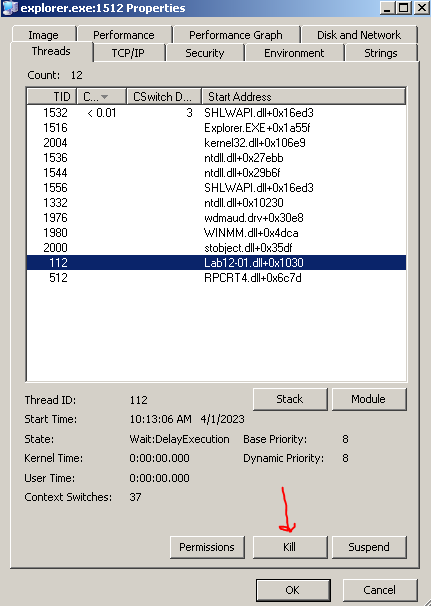 explorer.exe:1512 Properties
Image Performance Performance Graph Disk and Network
Threads TCP/IP Security Environment Strings
Count: 12
TID C... CSwitch D... Start Address
1532 < 0.01 3 SHLWAPI.dll+0x16ed3
1516 Explorer.EXE+0x1a55f
2004 kernel32.dll+0x106e9
1536 ntdll.dll+0x27ebb
1544 ntdll.dll+0x29b6f
1556 SHLWAPI.dll+0x16ed3
1332 ntdll.dll+0x10230
1976 wdmaud.drv+0x30e8
1980 WINMM.dll+0x4dca
2000 stobject.dll+0x35df
112 Lab12-01.dll+0x1030
512 RPCRT4.dll+0x6c7d
Thread ID: 112 Stack Module
Start Time: 10:13:06 AM 4/1/2023
State: Wait:DelayExecution Base Priority: 8
Kernel Time: 0:00:00.000 Dynamic Priority: 8
User Time: 0:00:00.000
Context Switches: 37
Permissions Kill Suspend
OK Cancel